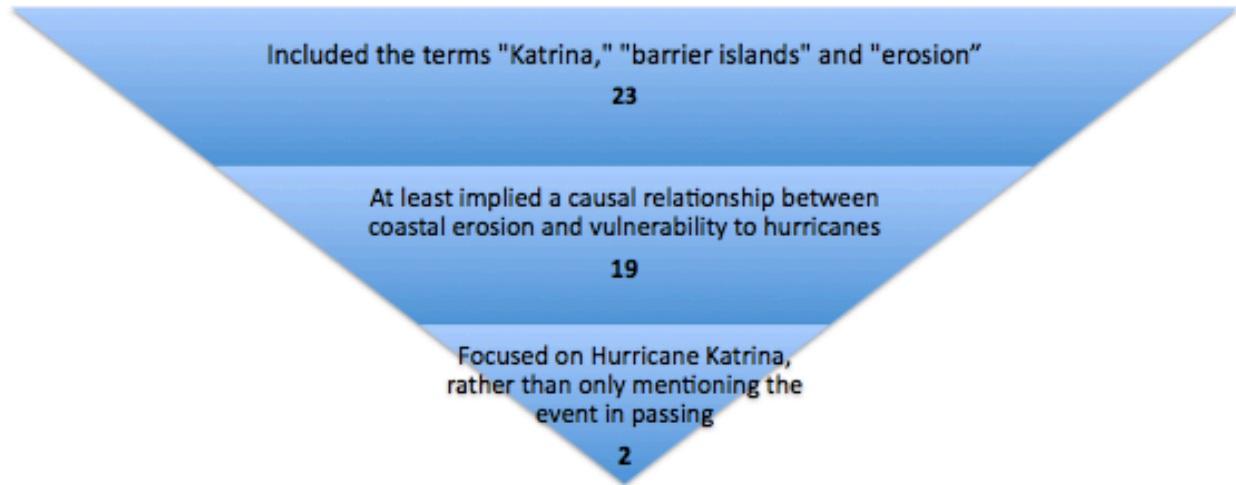 Included the terms "Katrina," "barrier islands" and "erosion”
23
At least implied a causal relationship between
coastal erosion and vulnerability to hurricanes
19
Focused on Hurricane Katrina,
rather than only mentioning the
event in passing
2